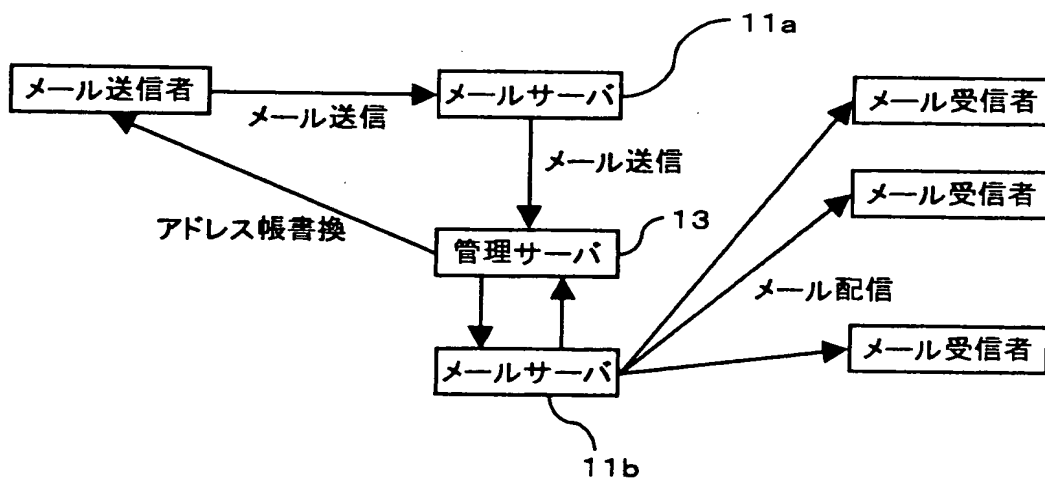 11a
メール送信者
メールサーバ
メール受信者
メール送信
メール送信
メール受信者
アドレス帳書換
13
管理サーバ
メール配信
メール受信者
メールサーバ
11b